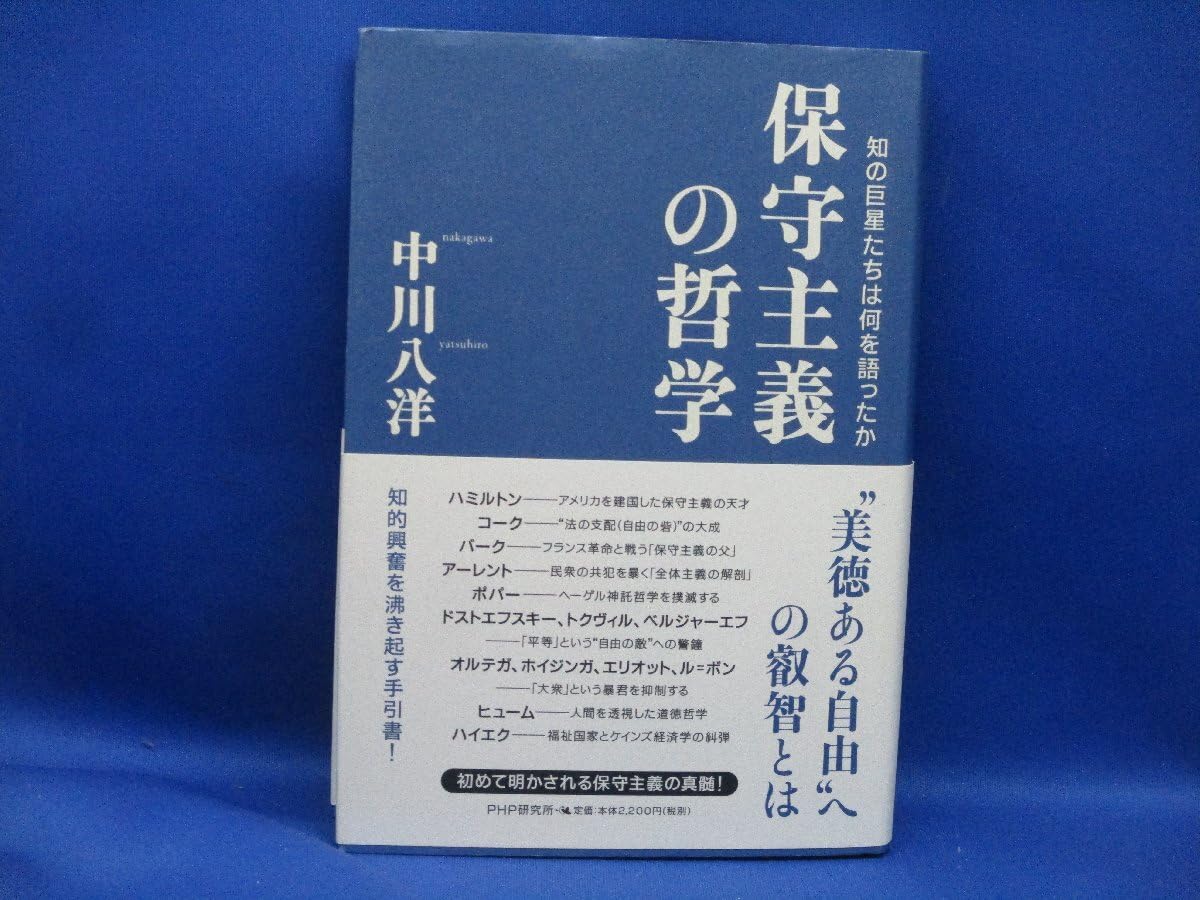 知の巨星たちは何を語ったか
保守主義
の哲学
中川八洋
nakagawa
yatsuhiro
”美徳ある自由“へ
の叡智とは
ハミルトン――アメリカを建国した保守主義の天才
コーク――“法の支配（自由の砦）”の大成
バーク――フランス革命と戦う「保守主義の父」
アーレント――民衆の共犯を暴く「全体主義の解剖」
ポパー――ヘーゲル神託哲学を撲滅する
ドストエフスキー、トクヴィル、ベルジャーエフ
――「平等」という“自由の敵”への警鐘
オルテガ、ホイジンガ、エリオット、ル=ボン
――「大衆」という暴君を抑制する
ヒューム――人間を透視した道徳哲学
ハイエク――福祉国家とケインズ経済学の糾弾
知的興奮を沸き起す手引書！
初めて明かされる保守主義の真髄！
PHP研究所 定価：本体2,200円（税別）